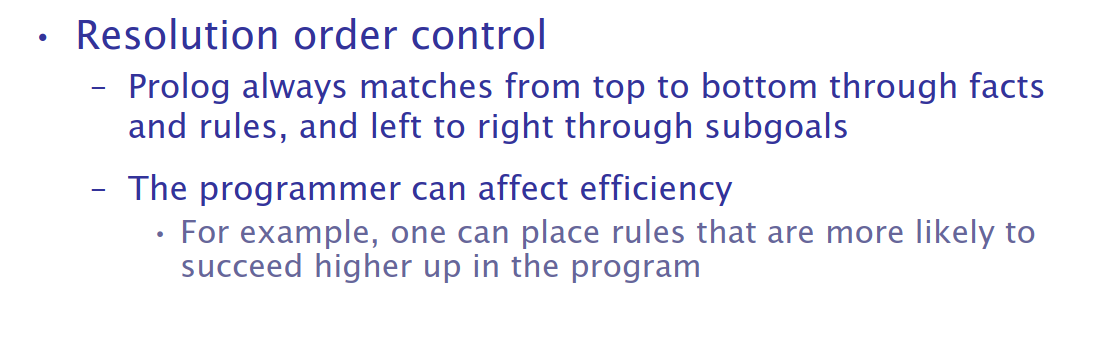 • Resolution order control
– Prolog always matches from top to bottom through facts
and rules, and left to right through subgoals
– The programmer can affect efficiency
• For example, one can place rules that are more likely to
succeed higher up in the program